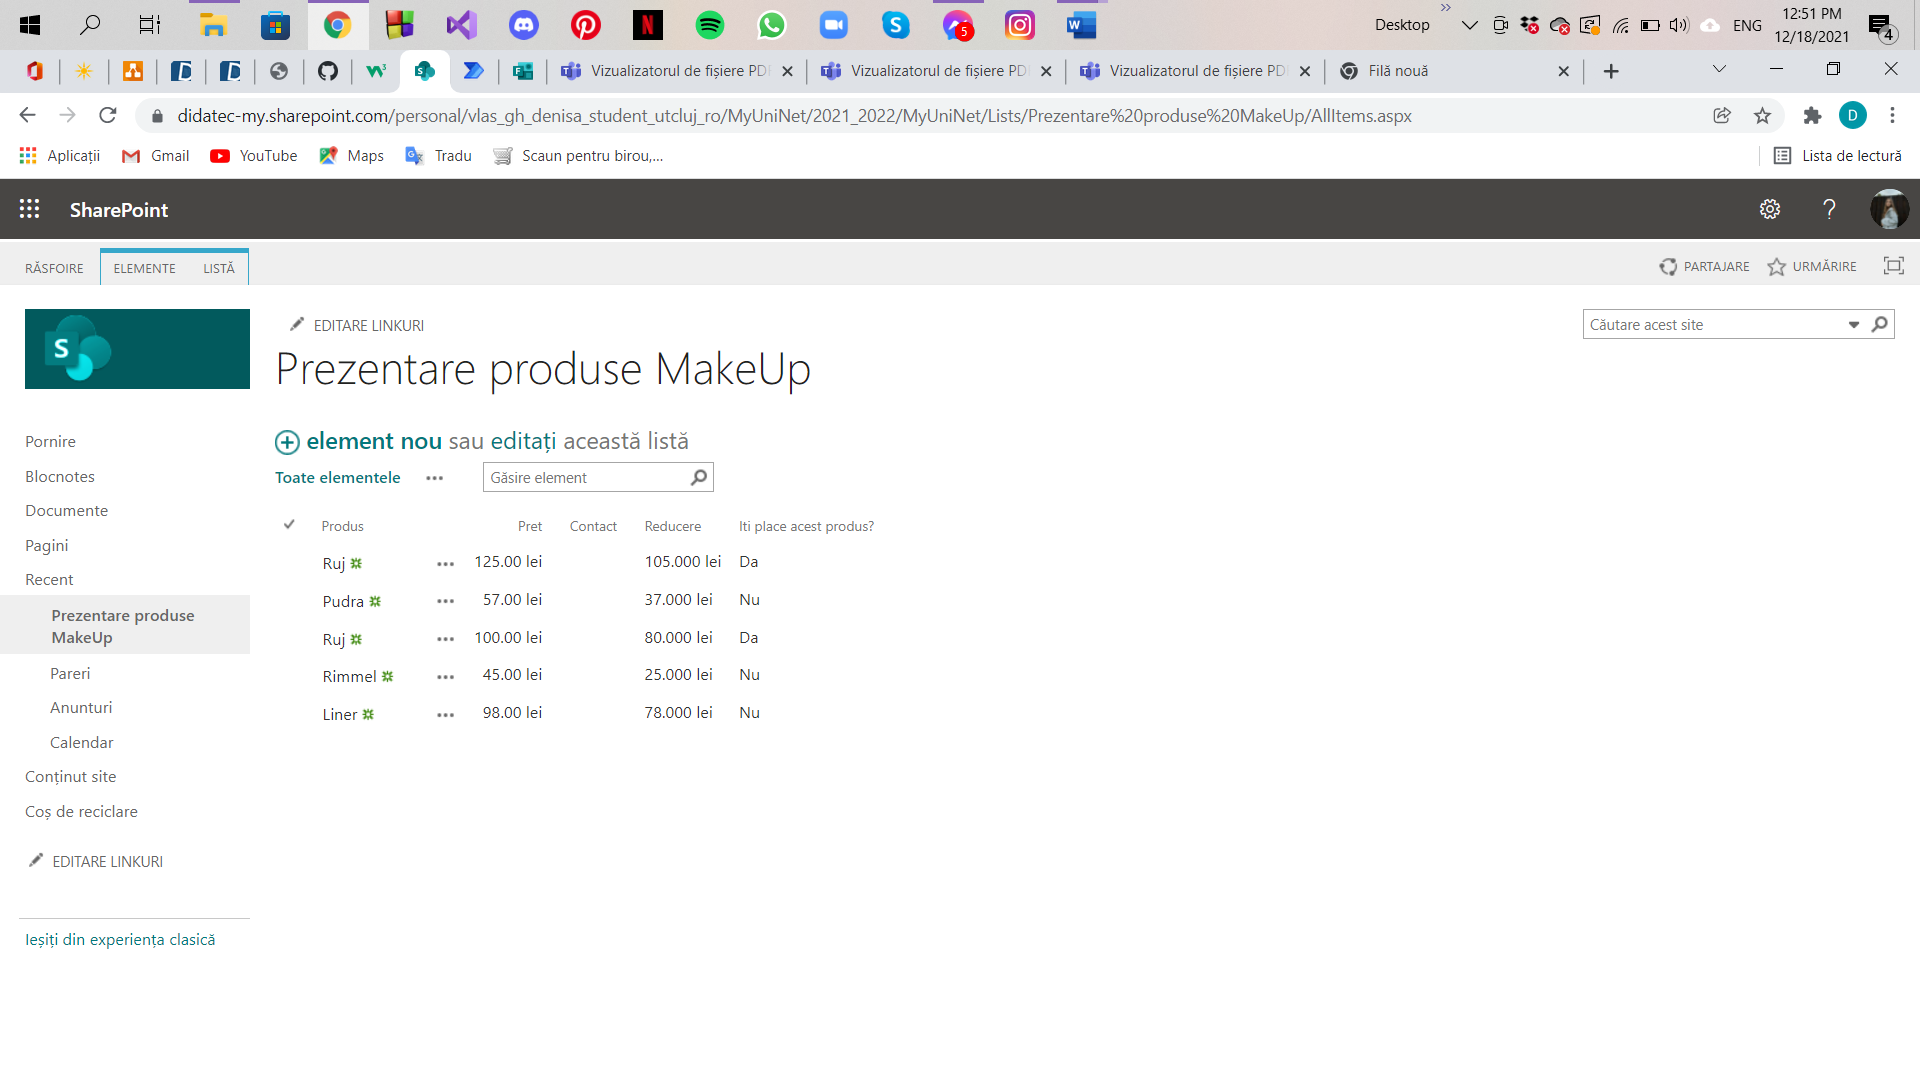 Desktop
5
ENG
12:51 PM
12/18/2021
4
Vizualizatorul de fișiere PD
Vizualizatorul de fișiere PD
Vizualizatorul de fișiere PD
Filă nouă
didatec-my.sharepoint.com/personal/vlas_gh_denisa_student_utcluj_ro/MyUniNet/2021_2022/MyUniNet/Lists/Prezentare%20produse%20MakeUp/AllItems.aspx
D
Aplicații
Gmail
YouTube
Maps
Tradu
Scaun pentru birou,...
Lista de lectură
SharePoint
RĂSFOIRE
ELEMENTE
LISTĂ
PARTAJARE
URMĂRIRE
S
EDITARE LINKURI
Căutare acest site
Prezentare produse MakeUp
element nou sau editați această listă
Toate elementele
Găsire element
Produs Pret Contact Reducere Iti place acest produs?
Ruj 125.00 lei 105.000 lei Da
Pudra 57.00 lei 37.000 lei Nu
Ruj 100.00 lei 80.000 lei Da
Rimmel 45.00 lei 25.000 lei Nu
Liner 98.00 lei 78.000 lei Nu
Pornire
Blocnotes
Documente
Pagini
Recent
Prezentare produse
MakeUp
Pareri
Anunturi
Calendar
Conținut site
Coș de reciclare
EDITARE LINKURI
Ieșiți din experiența clasică